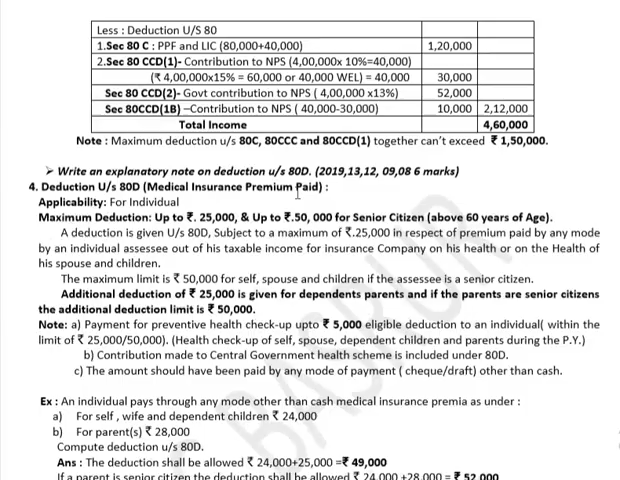 Less : Deduction U/S 80
1.Sec 80 C : PPF and LIC (80,000+40,000) 1,20,000
2.Sec 80 CCD(1)- Contribution to NPS (4,00,000x 10%=40,000)
(₹ 4,00,000x15% = 60,000 or 40,000 WEL) = 40,000 30,000
Sec 80 CCD(2)- Govt contribution to NPS ( 4,00,000 x13%) 52,000
Sec 80CCD(1B) –Contribution to NPS ( 40,000-30,000) 10,000 2,12,000
Total Income 4,60,000
Note : Maximum deduction u/s 80C, 80CCC and 80CCD(1) together can't exceed ₹ 1,50,000.
➢ Write an explanatory note on deduction u/s 80D. (2019,13,12, 09,08 6 marks)
4. Deduction U/s 80D (Medical Insurance Premium Paid) :
Applicability: For Individual
Maximum Deduction: Up to ₹. 25,000, & Up to ₹.50, 000 for Senior Citizen (above 60 years of Age).
A deduction is given U/s 80D, Subject to a maximum of ₹.25,000 in respect of premium paid by any mode
by an individual assessee out of his taxable income for insurance Company on his health or on the Health of
his spouse and children.
The maximum limit is ₹ 50,000 for self, spouse and children if the assessee is a senior citizen.
Additional deduction of ₹ 25,000 is given for dependents parents and if the parents are senior citizens
the additional deduction limit is ₹ 50,000.
Note: a) Payment for preventive health check-up upto ₹ 5,000 eligible deduction to an individual( within the
limit of ₹ 25,000/50,000). (Health check-up of self, spouse, dependent children and parents during the P.Y.)
b) Contribution made to Central Government health scheme is included under 80D.
c) The amount should have been paid by any mode of payment ( cheque/draft) other than cash.
Ex : An individual pays through any mode other than cash medical insurance premia as under :
a) For self , wife and dependent children ₹ 24,000
b) For parent(s) ₹ 28,000
Compute deduction u/s 80D.
Ans : The deduction shall be allowed ₹ 24,000+25,000 =₹ 49,000
If a parent is senior citizen the deduction shall be allowed ₹ 24,000 +28,000 = ₹ 52,000